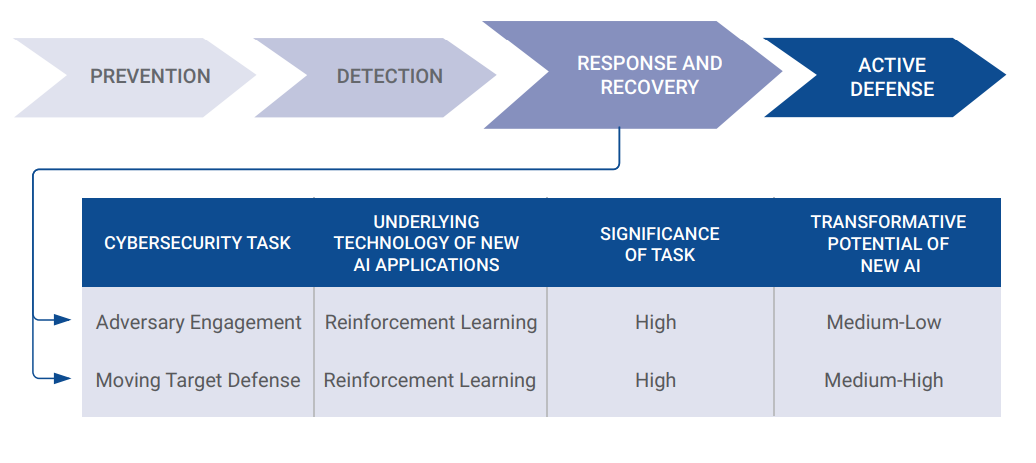 PREVENTION
DETECTION
RESPONSE AND
RECOVERY
ACTIVE
DEFENSE
CYBERSECURITY TASK
UNDERLYING
TECHNOLOGY OF NEW
AI APPLICATIONS
SIGNIFICANCE
OF TASK
TRANSFORMATIVE
POTENTIAL OF
NEW AI
Adversary Engagement
Reinforcement Learning
High
Medium-Low
Moving Target Defense
Reinforcement Learning
High
Medium-High